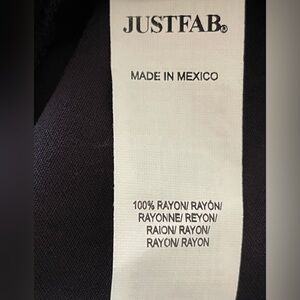 JUSTFAB®
MADE IN MEXICO
100% RAYON/ RAYÓN/
RAYONNE/ REYON/
RAION/ RAYON/
RAYON/ RAYON